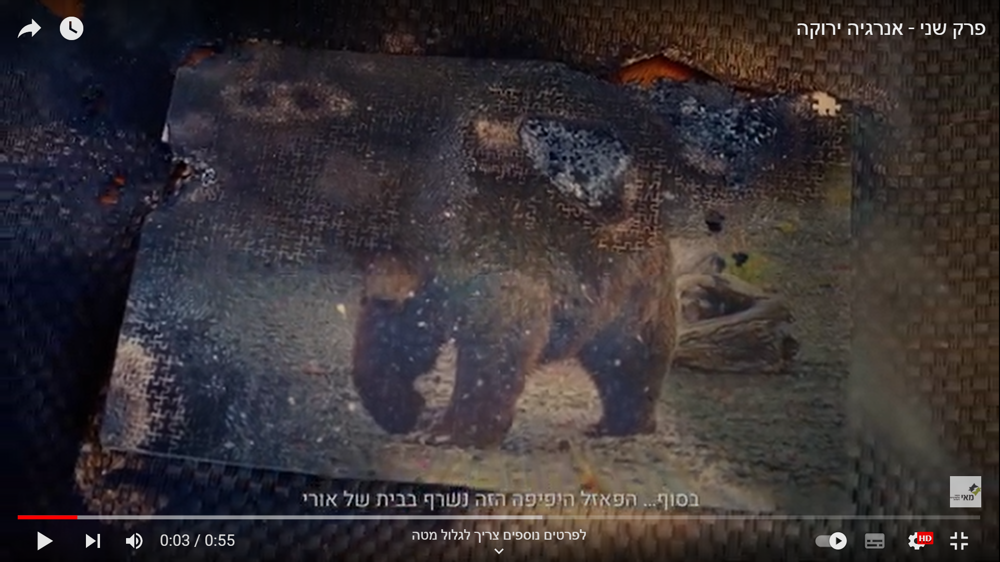 פרק שני - אנרגיה ירוקה
בסוף... הפאזל היפיפה הזה נשרף בבית של אורי
מאי
0:03 / 0:55
לפרטים נוספים צריך לגלול מטה
HD